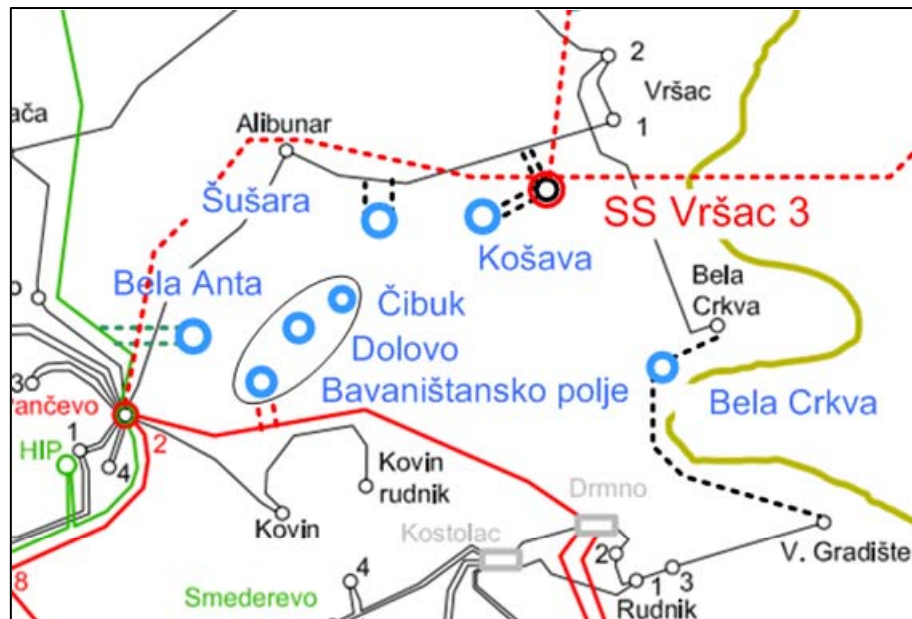 2
Vršac
1
ača
Alibunar
Šušara
SS Vršac 3
Košava
Bela Anta
Bela
Crkva
Čibuk
Dolovo
Bavaništansko polje
Bela Crkva
3
Pančevo
2
1
HIP
4
Kovin
rudnik
Kovin
Drmno
Kostolac
V. Gradište
2
8
4
1
3
Smederevo
Rudnik